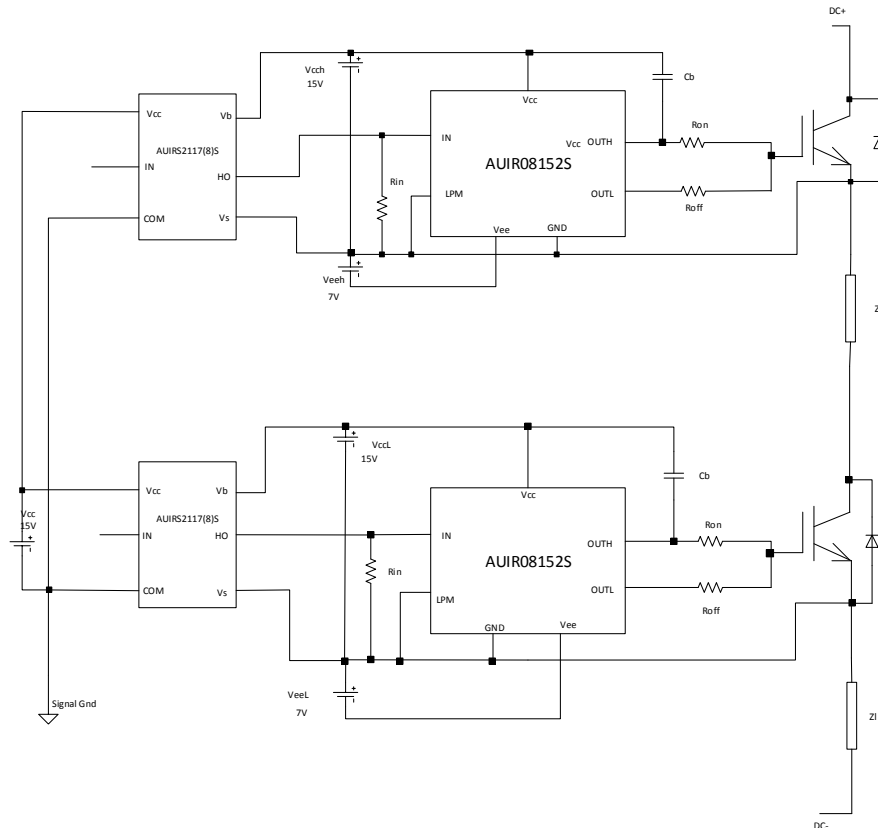 DC+
Vcch
15V
Cb
Vcc
Vb
Vcc
AUIRS2117(8)S
IN
IN
Vcc
OUTH
Ron
AUIR08152S
HO
Rin
LPM
OUTL
Roff
COM
Vs
Vee
GND
Veeh
7V
Z
VccL
15V
Cb
Vcc
Vb
Vcc
Vcc
15V
AUIRS2117(8)S
IN
HO
IN
OUTH
Ron
AUIR08152S
Rin
OUTL
Roff
COM
Vs
LPM
GND
Vee
Signal Gnd
VeeL
7V
Zl
DC-